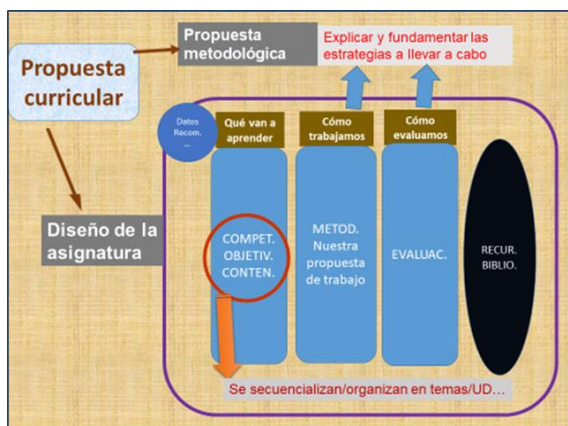 Propuesta
metodológica
Explicar y fundamentar las
estrategias a llevar a cabo
Propuesta
curricular
Datos
Recom.
...
Qué van a
aprender
Cómo
trabajamos
Cómo
evaluamos
Diseño de la
asignatura
COMPET.
OBJETIV.
CONTEN.
METOD.
Nuestra
propuesta
de trabajo
EVALUAC.
RECUR.
BIBLIO.
Se secuencializan/organizan en temas/UD...